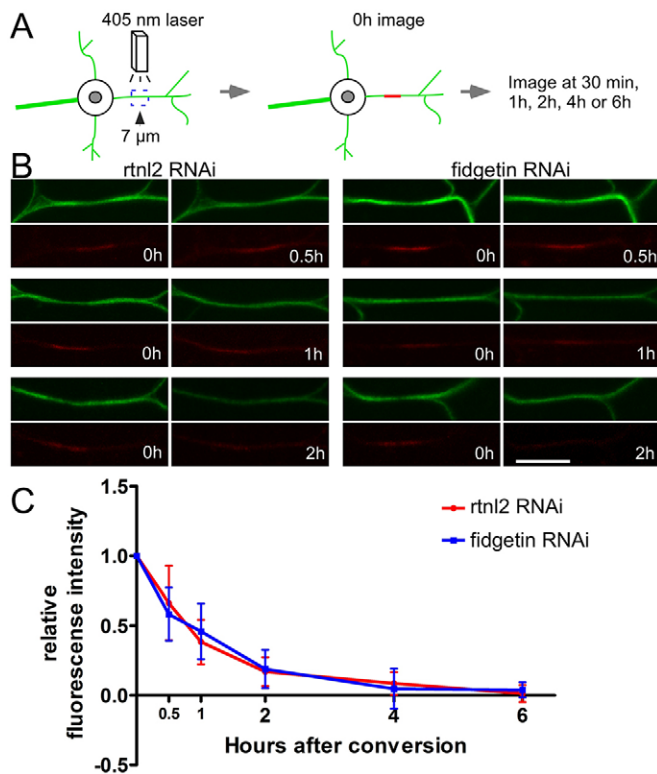 A
405 nm laser
0h image
7 µm
Image at 30 min,
1h, 2h, 4h or 6h
B
rtnl2 RNAi
fidgetin RNAi
0h
0.5h
0h
0.5h
0h
1h
0h
1h
0h
2h
0h
2h
C
rtnl2 RNAi
fidgetin RNAi
relative
fluorescense intensity
1.0
0.5
0.0
-0.5
0.5
1
2
4
6
Hours after conversion